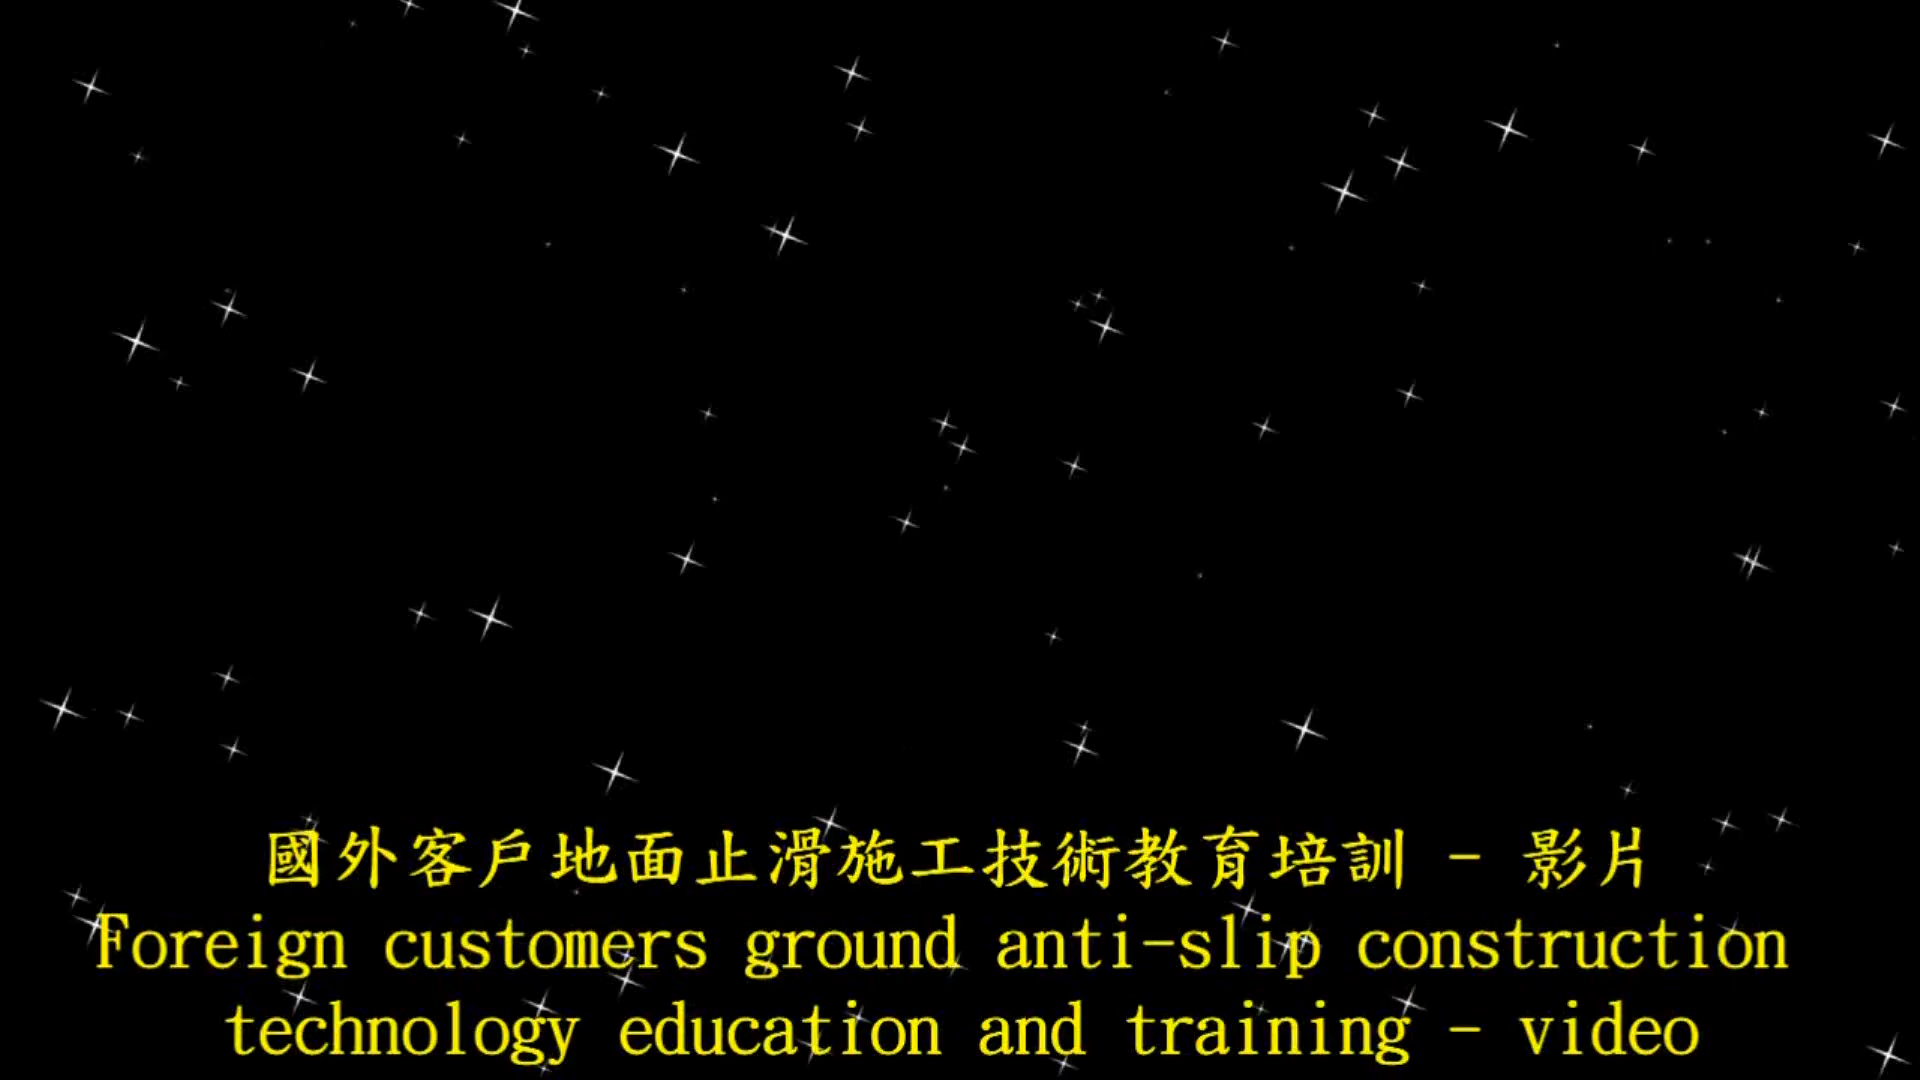 國外客戶地面止滑施工技術教育培訓 - 影片
Foreign customers ground anti-slip construction
technology education and training - video